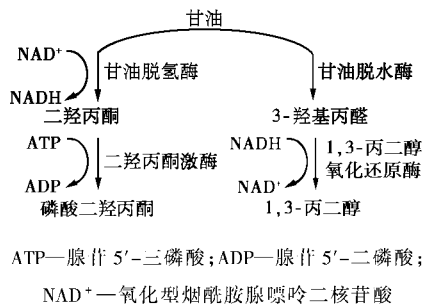 甘油
NAD⁺ 甘油脱氢酶 甘油脱水酶
NADH
二羟丙酮 3-羟基丙醛
ATP 二羟丙酮激酶 NADH 1,3-丙二醇
氧化还原酶
ADP NAD⁺
磷酸二羟丙酮 1,3-丙二醇
ATP—腺苷 5′-三磷酸;ADP—腺苷 5′-二磷酸;
NAD⁺—氧化型烟酰胺腺嘌呤二核苷酸